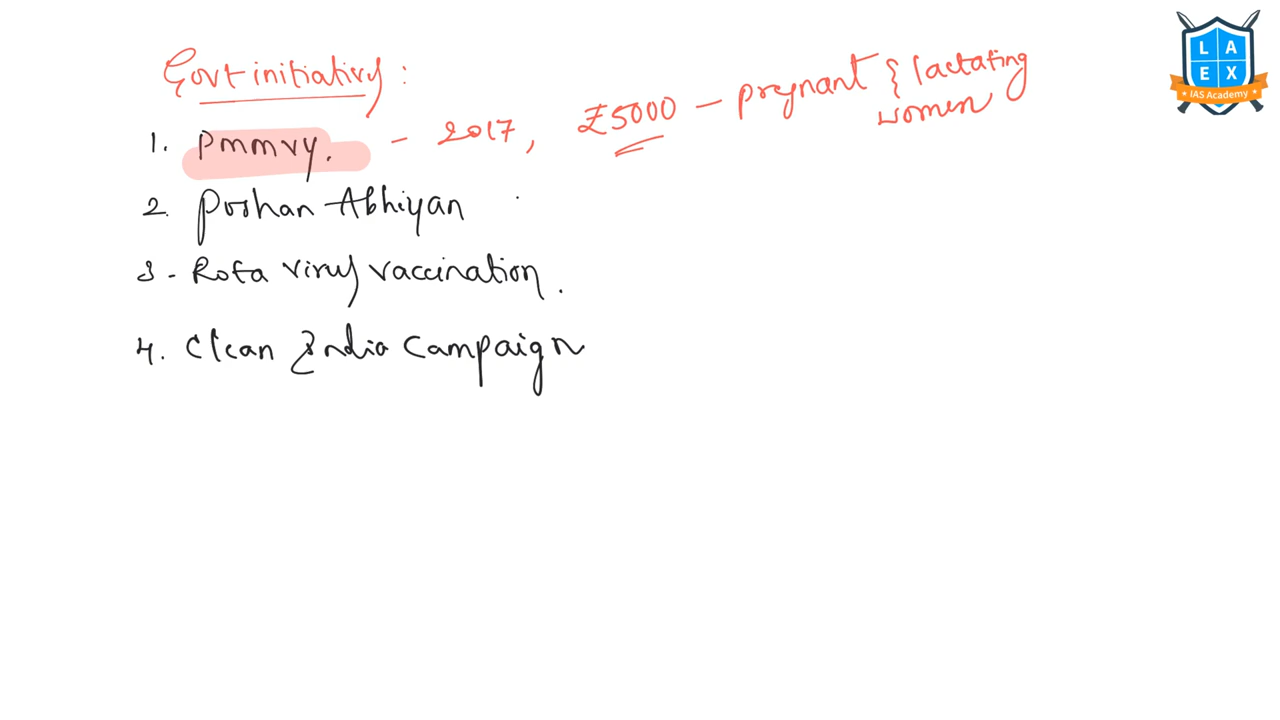 Govt initiatives :
1. PMMVY. - 2017, ₹5000 - pregnant & lactating women
2. Poshan Abhiyan
3 - Rota virus vaccination.
4. Clean India Campaign
L A E X
IAS Academy